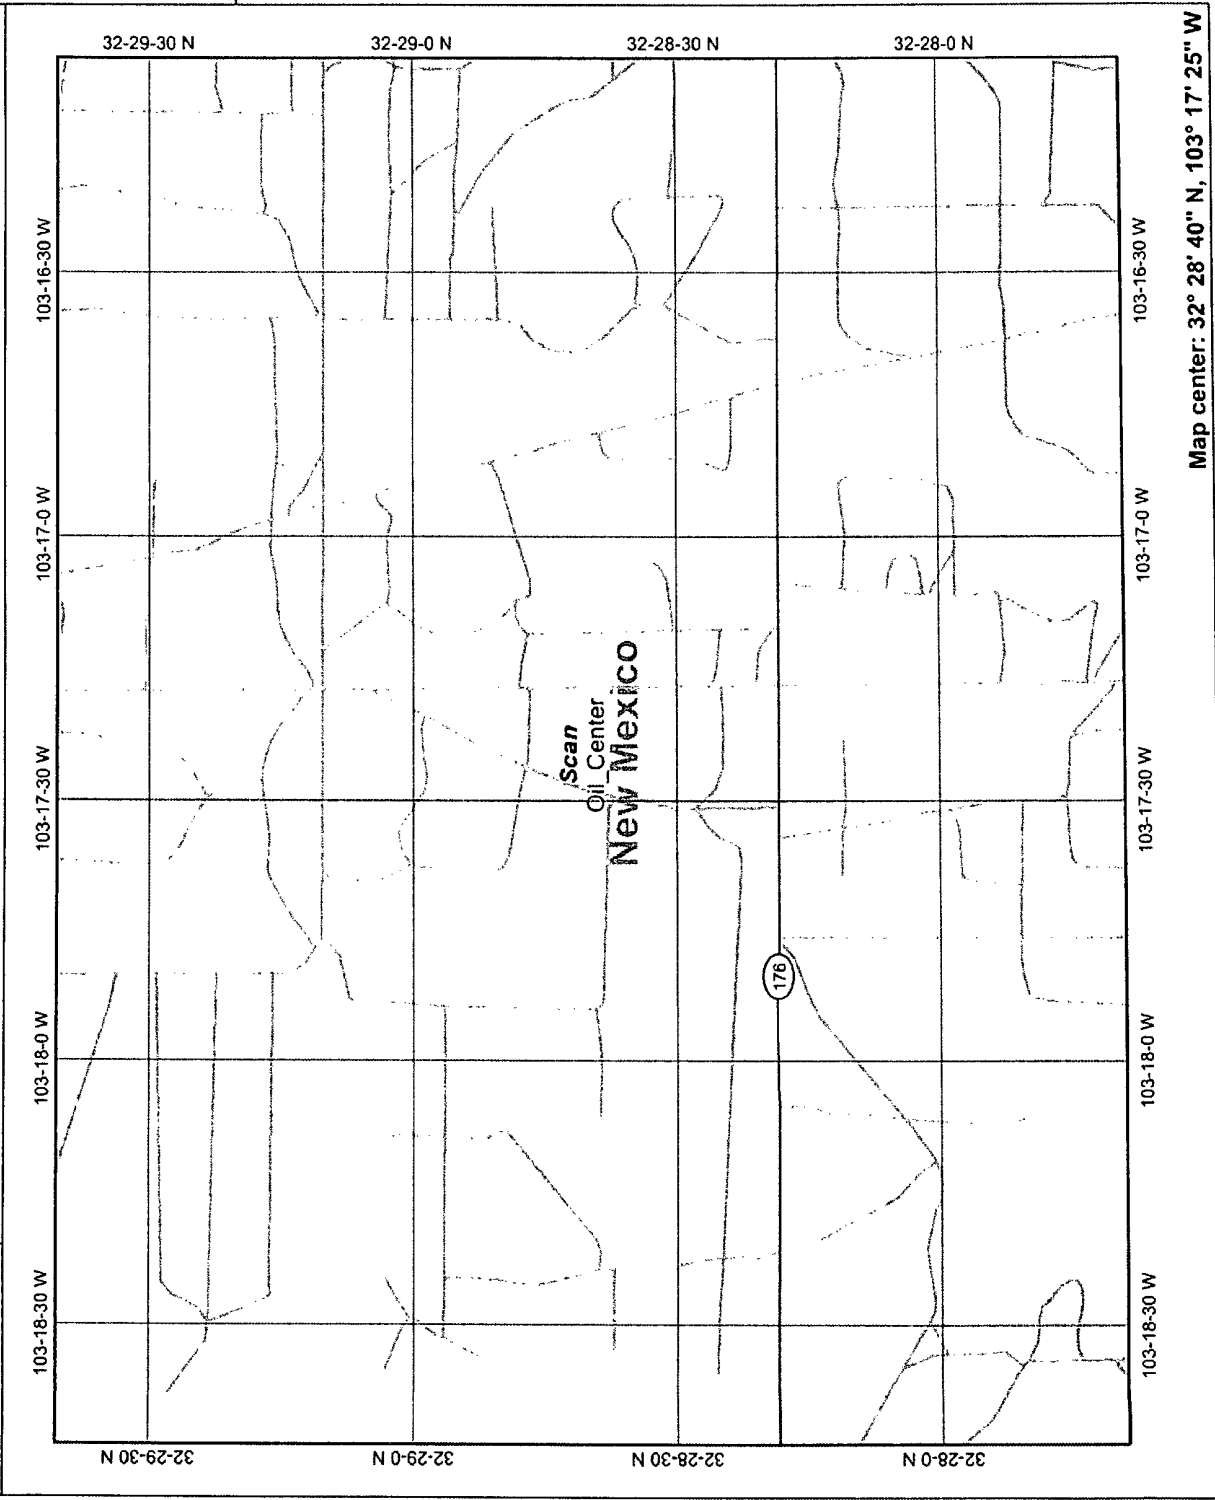 32-29-30 N
32-29-0 N
32-28-30 N
32-28-0 N
103-16-30 W
103-17-0 W
103-17-30 W
103-18-0 W
103-18-30 W
Scan
Oil_Center
New Mexico
176
103-16-30 W
103-17-0 W
103-17-30 W
103-18-0 W
103-18-30 W
32-29-30 N
32-29-0 N
32-28-30 N
32-28-0 N
Map center: 32° 28' 40" N, 103° 17' 25" W